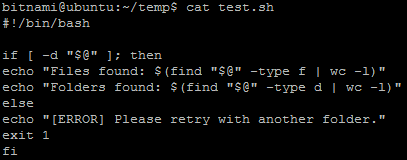 bitnami@ubuntu:~/temp$ cat test.sh
#!/bin/bash
if [ -d "$@" ]; then
echo "Files found: $(find "$@" -type f | wc -l)"
echo "Folders found: $(find "$@" -type d | wc -l)"
else
echo "[ERROR] Please retry with another folder."
exit 1
fi